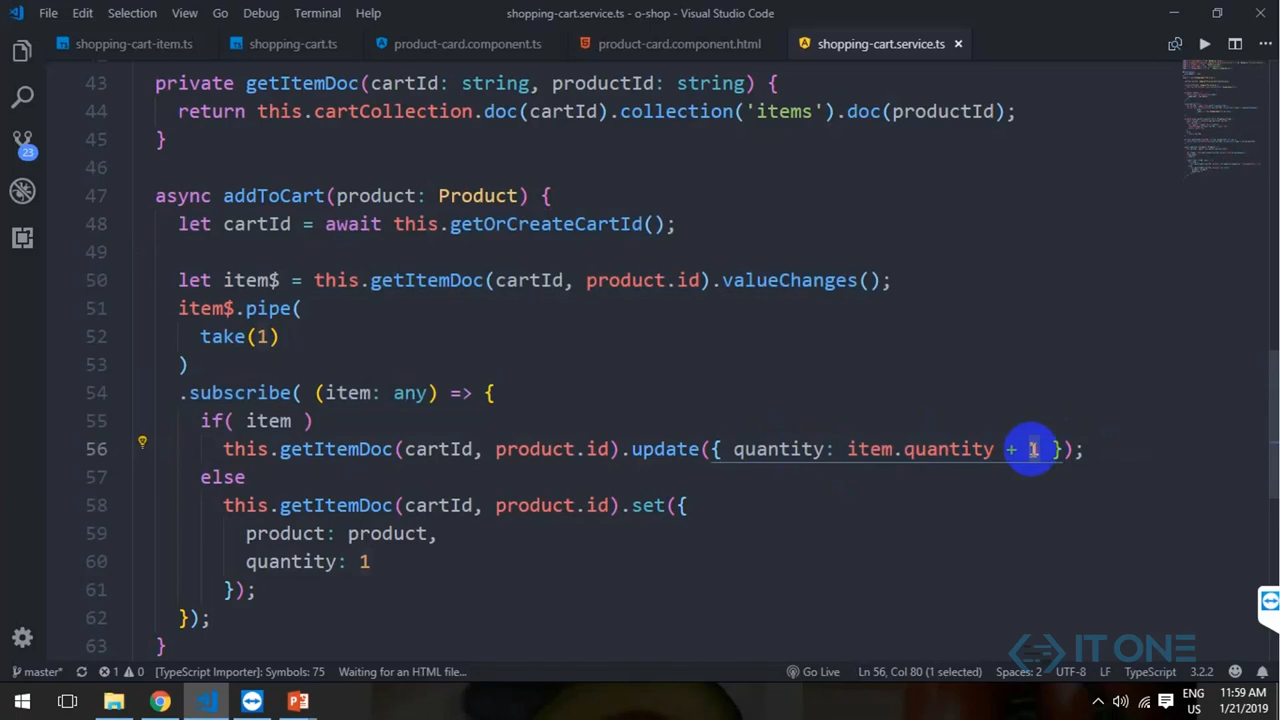 File Edit Selection View Go Debug Terminal Help shopping-cart.service.ts - o-shop - Visual Studio Code
shopping-cart-item.ts shopping-cart.ts product-card.component.ts product-card.component.html shopping-cart.service.ts
43 private getItemDoc(cartId: string, productId: string) {
44 return this.cartCollection.doc(cartId).collection('items').doc(productId);
45 }
46
47 async addToCart(product: Product) {
48 let cartId = await this.getOrCreateCartId();
49
50 let item$ = this.getItemDoc(cartId, product.id).valueChanges();
51 item$.pipe(
52 take(1)
53 )
54 .subscribe( (item: any) => {
55 if( item )
56 this.getItemDoc(cartId, product.id).update({ quantity: item.quantity + 1 });
57 else
58 this.getItemDoc(cartId, product.id).set({
59 product: product,
60 quantity: 1
61 });
62 });
63 }
23
IT ONE
master* 1 0 [TypeScript Importer]: Symbols: 75 Waiting for an HTML file... Go Live Ln 56, Col 80 (1 selected) Spaces: 2 UTF-8 LF TypeScript 3.2.2
ENG 11:59 AM
US 1/21/2019